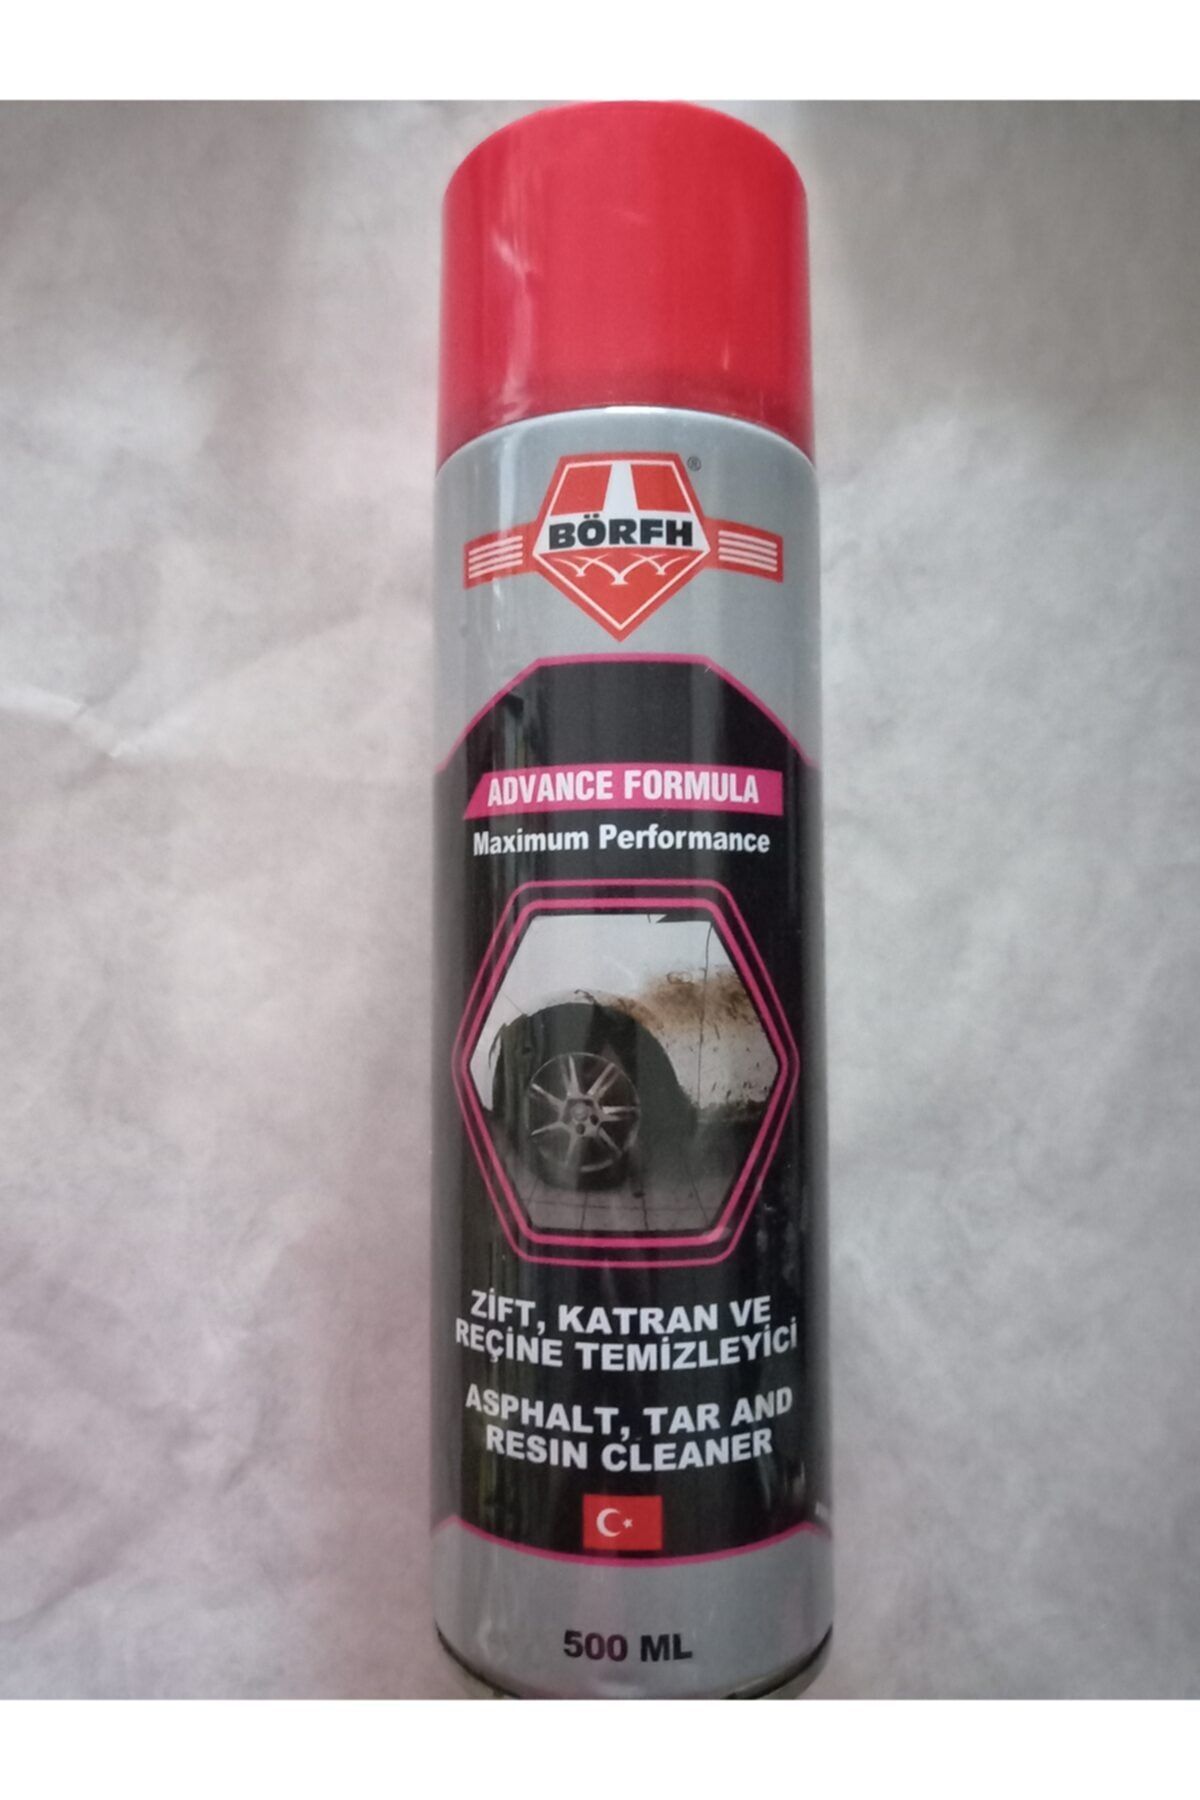 BÖRFH®
ADVANCE FORMULA
Maximum Performance
ZİFT, KATRAN VE
REÇİNE TEMİZLEYİCİ
ASPHALT, TAR AND
RESIN CLEANER
500 ML